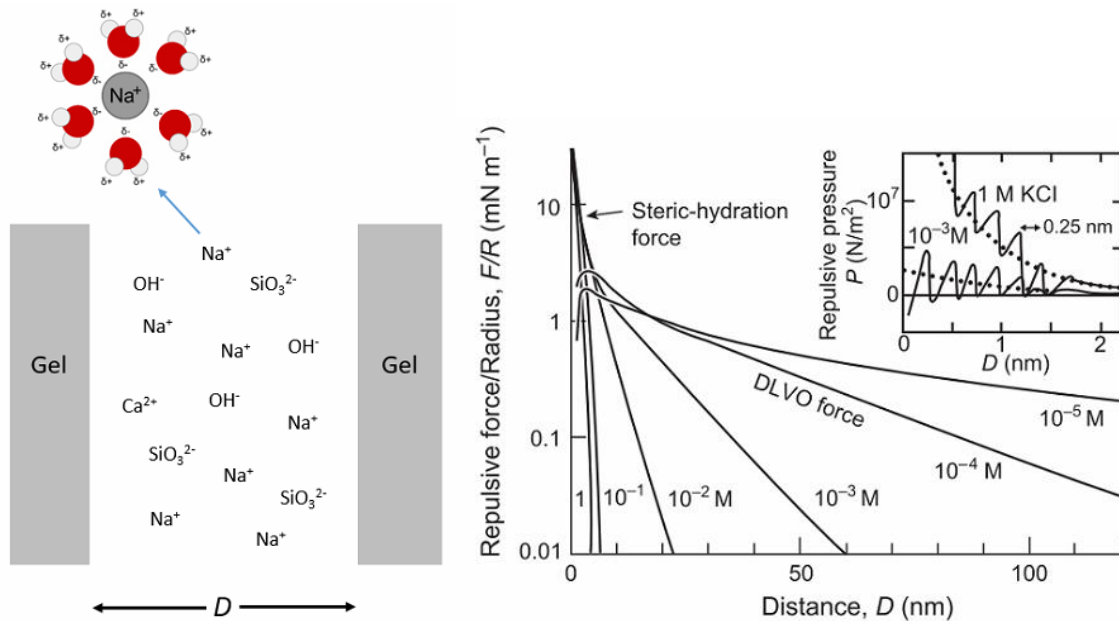 δ+ δ+
δ+ δ+
δ+ δ- δ+
δ- δ-
Na⁺
δ+ δ- δ- δ+
δ+ δ- δ+
δ+ δ+
Na⁺
OH⁻ SiO₃²⁻
Na⁺
Na⁺ OH⁻
Gel Gel
Ca²⁺ OH⁻
Na⁺
SiO₃²⁻
Na⁺ SiO₃²⁻
Na⁺
Na⁺
D
Repulsive force/Radius, F/R (mN m⁻¹)
10
1
0.1
0.01
Steric-hydration
force
DLVO force
1 10⁻¹ 10⁻² M 10⁻³ M 10⁻⁴ M 10⁻⁵ M
0 50 100
Distance, D (nm)
Repulsive pressure
P (N/m²)
10⁷
0
1 M KCl
10⁻³M
0.25 nm
0 1 2
D (nm)